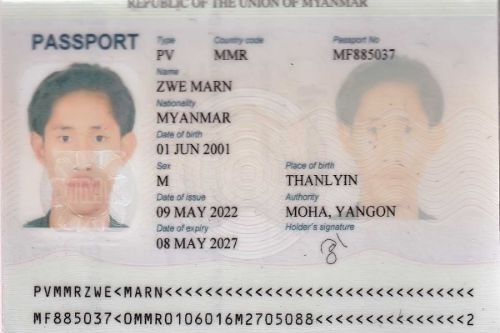 REPUBLIC OF THE UNION OF MYANMAR
PASSPORT
Type Country code Passport No
PV MMR MF885037
Name
ZWE MARN
Nationality
MYANMAR
Date of birth
01 JUN 2001
Sex Place of birth
M THANLYIN
Date of issue Authority
09 MAY 2022 MOHA, YANGON
Date of expiry Holder's signature
08 MAY 2027
PVMMRZWE<MARN<<<<<<<<<<<<<<<<<<<<<<<<<<<<<<<
MF885037<0MMR0106016M2705088<<<<<<<<<<<<<<<2